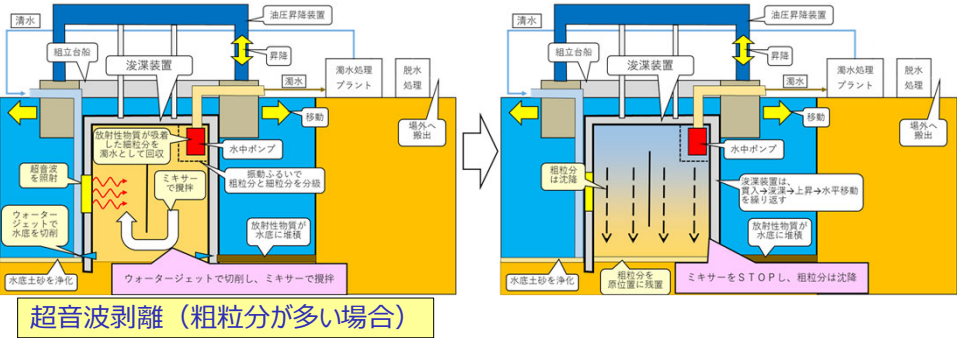 清水
油圧昇降装置
組立台船
昇降
浚渫装置
濁水
濁水処理
プラント
脱水
処理
移動
場外へ
搬出
放射性物質が吸着
した細粒分を
濁水として回収
水中ポンプ
超音波
を照射
ミキサー
で攪拌
振動ふるいで
粗粒分と細粒分を分級
ウォーター
ジェットで
水底を切削
放射性物質が
水底に堆積
水底土砂を浄化
ウォータージェットで切削し、ミキサーで攪拌
超音波剥離（粗粒分が多い場合）
清水
油圧昇降装置
組立台船
昇降
浚渫装置
濁水
濁水処理
プラント
脱水
処理
移動
場外へ
搬出
水中ポンプ
粗粒分
は沈降
浚渫装置は、
貫入→浚渫→上昇→水平移動
を繰り返す
放射性物質が
水底に堆積
水底土砂を浄化
粗粒分を
原位置に残置
ミキサーをＳＴＯＰし、粗粒分は沈降